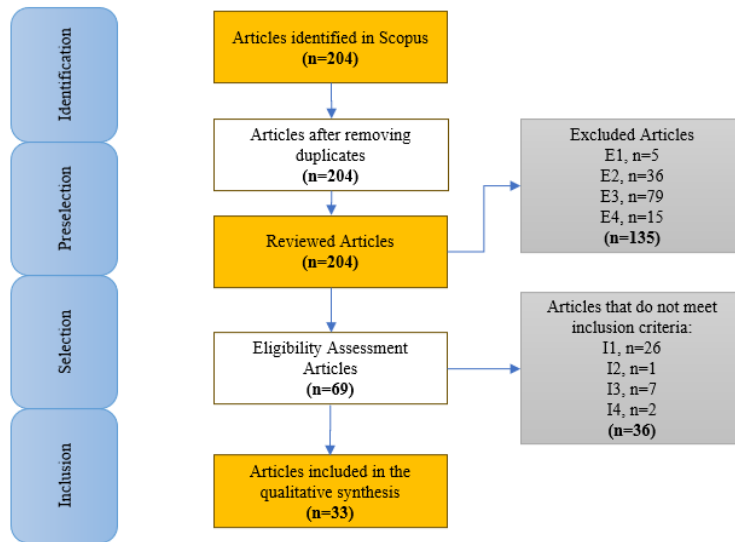 Identification
Preselection
Selection
Inclusion
Articles identified in Scopus
(n=204)
Articles after removing
duplicates
(n=204)
Reviewed Articles
(n=204)
Eligibility Assessment
Articles
(n=69)
Articles included in the
qualitative synthesis
(n=33)
Excluded Articles
E1, n=5
E2, n=36
E3, n=79
E4, n=15
(n=135)
Articles that do not meet
inclusion criteria:
I1, n=26
I2, n=1
I3, n=7
I4, n=2
(n=36)